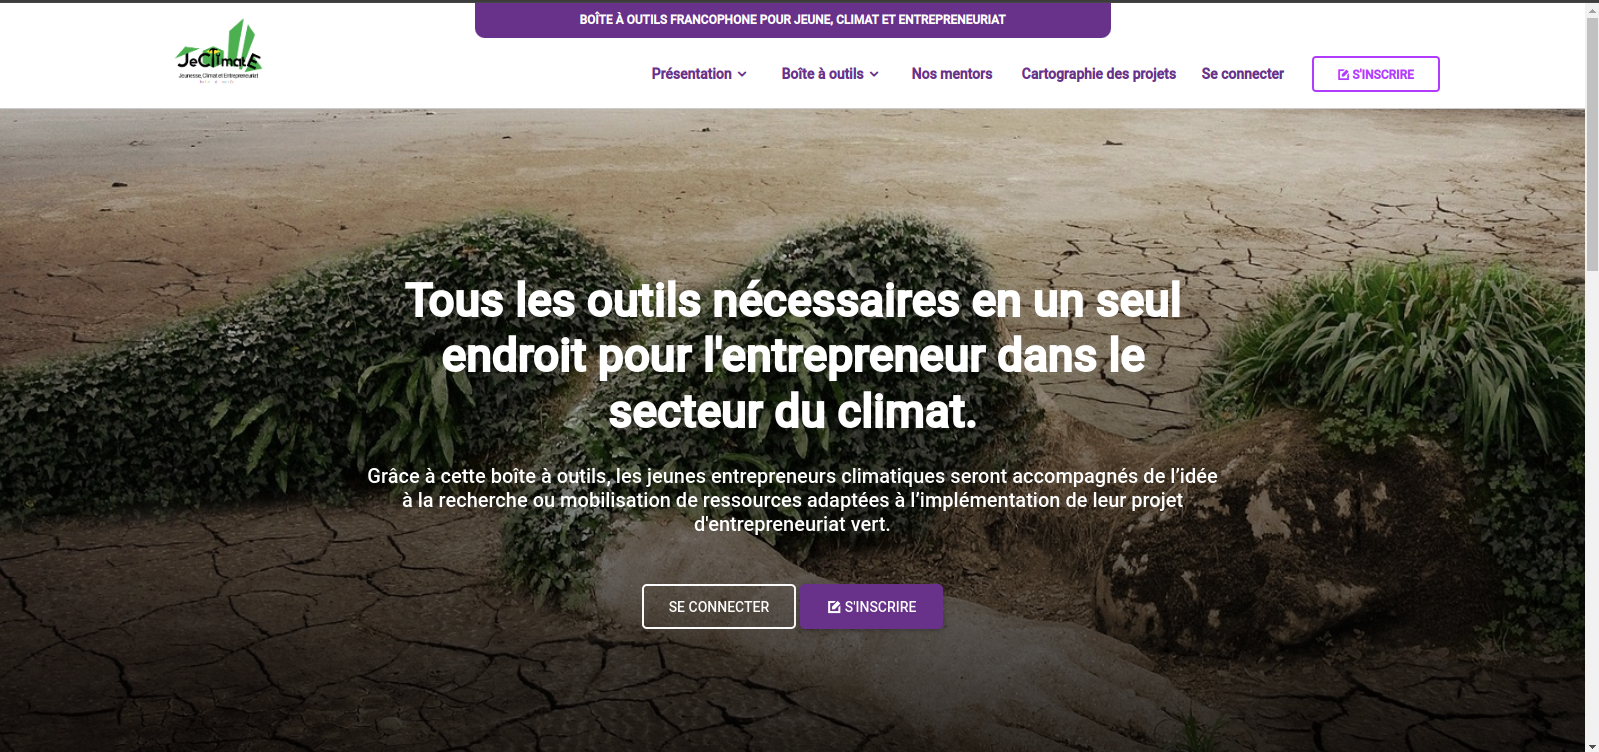 BOÎTE À OUTILS FRANCOPHONE POUR JEUNE, CLIMAT ET ENTREPRENEURIAT
JeClimatE
Jeunesse, Climat et Entrepreneuriat
Présentation
Boîte à outils
Nos mentors
Cartographie des projets
Se connecter
S'INSCRIRE
Tous les outils nécessaires en un seul
endroit pour l'entrepreneur dans le
secteur du climat.
Grâce à cette boîte à outils, les jeunes entrepreneurs climatiques seront accompagnés de l’idée
à la recherche ou mobilisation de ressources adaptées à l’implémentation de leur projet
d'entrepreneuriat vert.
SE CONNECTER
S'INSCRIRE